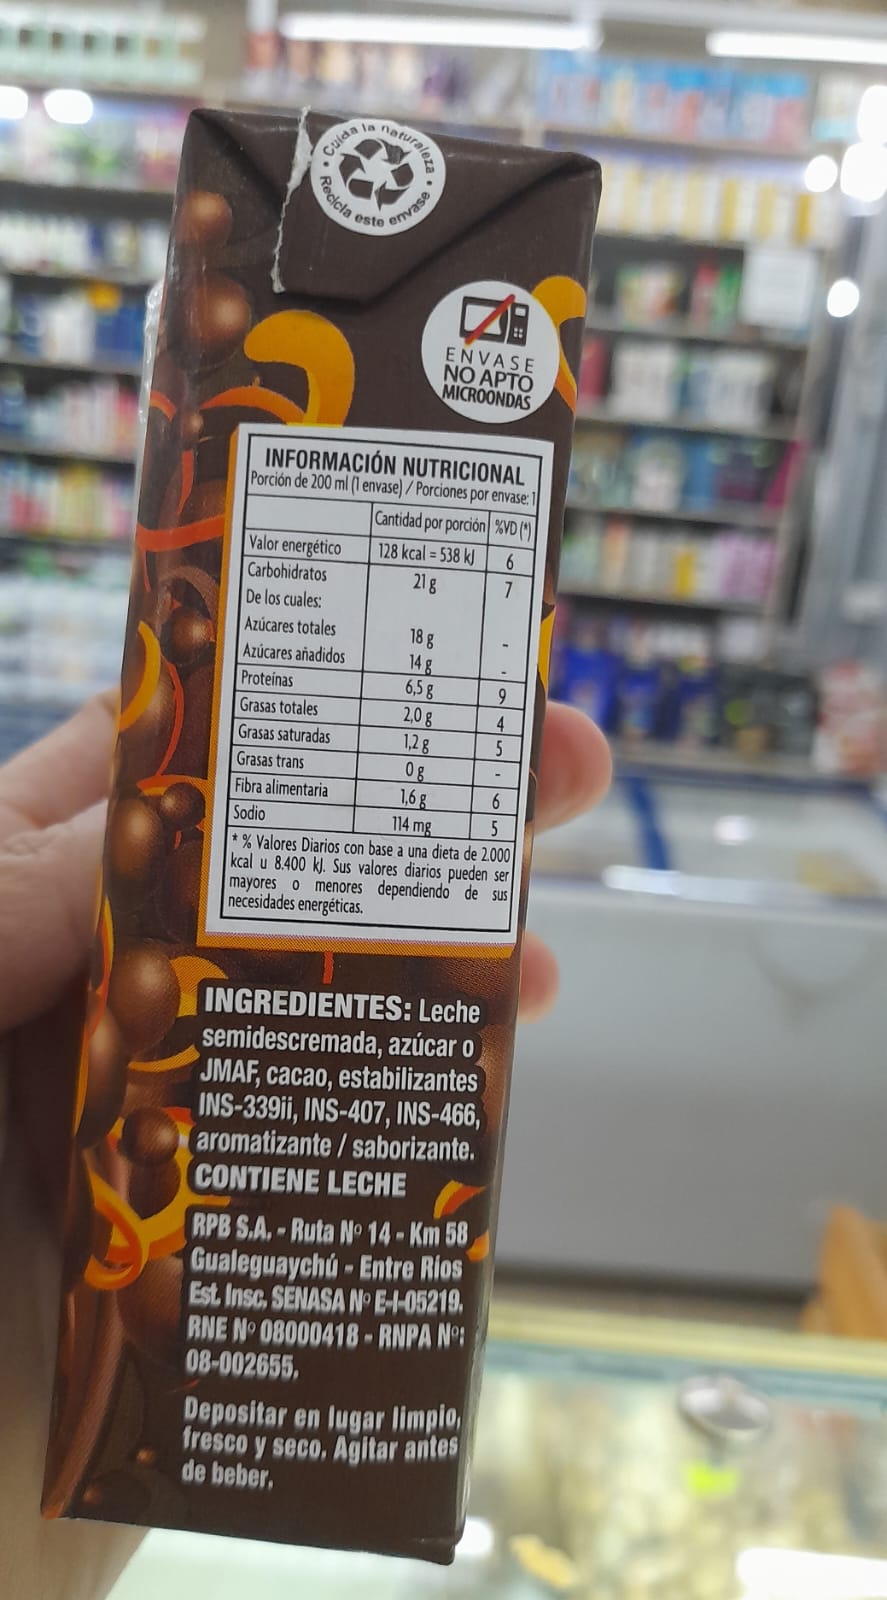 Cuida la naturaleza • Recicla este envase •
ENVASE
NO APTO
MICROONDAS
INFORMACIÓN NUTRICIONAL
Porción de 200 ml (1 envase) / Porciones por envase: 1
Cantidad por porción %VD (*)
Valor energético 128 kcal = 538 kJ 6
Carbohidratos 21 g 7
De los cuales:
Azúcares totales 18 g -
Azúcares añadidos 14 g -
Proteínas 6,5 g 9
Grasas totales 2,0 g 4
Grasas saturadas 1,2 g 5
Grasas trans 0 g -
Fibra alimentaria 1,6 g 6
Sodio 114 mg 5
* % Valores Diarios con base a una dieta de 2.000
kcal u 8.400 kJ. Sus valores diarios pueden ser
mayores o menores dependiendo de sus
necesidades energéticas.
INGREDIENTES: Leche
semidescremada, azúcar o
JMAF, cacao, estabilizantes
INS-339ii, INS-407, INS-466,
aromatizante / saborizante.
CONTIENE LECHE
RPB S.A. - Ruta Nº 14 - Km 58
Gualeguaychú - Entre Rios
Est. Insc. SENASA Nº E-I-05219.
RNE Nº 08000418 - RNPA Nº:
08-002655.
Depositar en lugar limpio,
fresco y seco. Agitar antes
de beber.